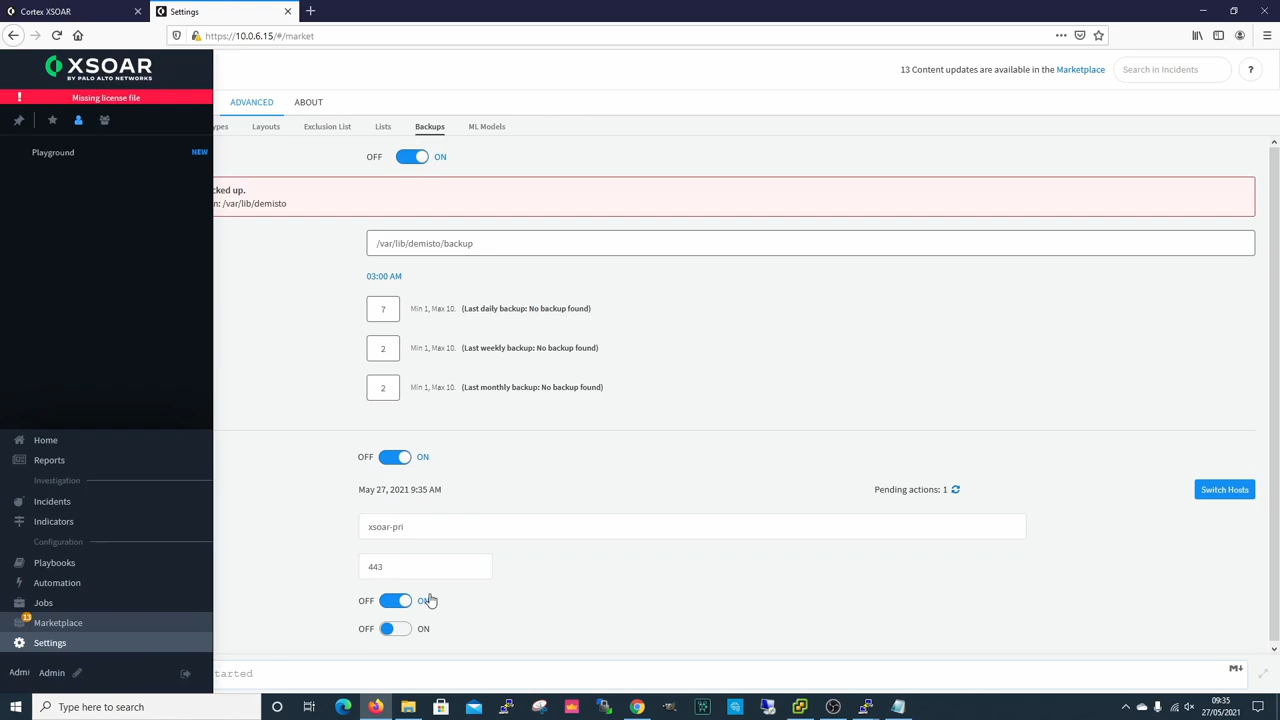 Cortex XSOAR
Settings
https://10.0.6.15/#/market
XSOAR
BY PALO ALTO NETWORKS
13 Content updates are available in the Marketplace
Search in Incidents
?
! Missing license file
ADVANCED
ABOUT
ypes
Layouts
Exclusion List
Lists
Backups
ML Models
Playground
NEW
OFF
ON
cked up.
n: /var/lib/demisto
/var/lib/demisto/backup
03:00 AM
7 Min 1, Max 10. (Last daily backup: No backup found)
2 Min 1, Max 10. (Last weekly backup: No backup found)
2 Min 1, Max 10. (Last monthly backup: No backup found)
Home
Reports
Investigation
Incidents
Indicators
Configuration
Playbooks
Automation
Jobs
13
Marketplace
Settings
Admi Admin
OFF ON
May 27, 2021 9:35 AM
Pending actions: 1
Switch Hosts
xsoar-pri
443
OFF ON
OFF ON
tarted
M
Type here to search
09:35
27/05/2021